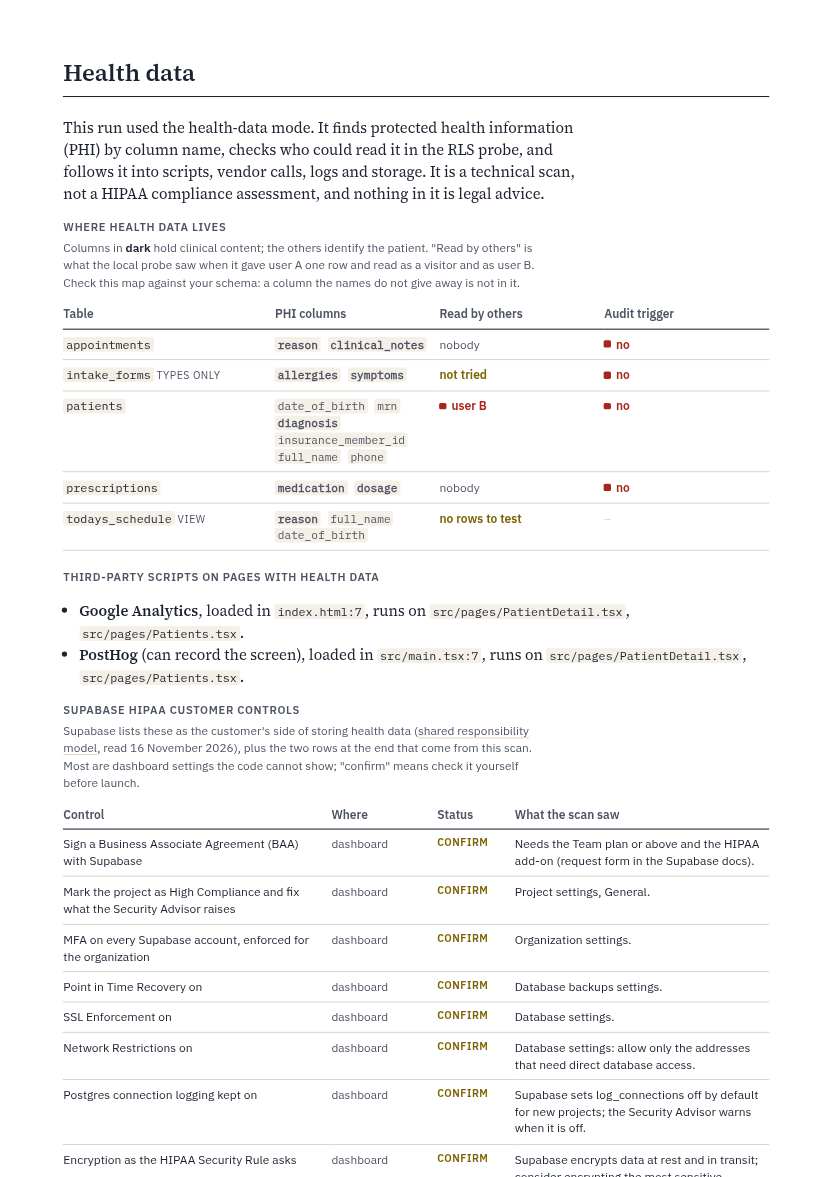 Health data
This run used the health-data mode. It finds protected health information
(PHI) by column name, checks who could read it in the RLS probe, and
follows it into scripts, vendor calls, logs and storage. It is a technical scan,
not a HIPAA compliance assessment, and nothing in it is legal advice.
WHERE HEALTH DATA LIVES
Columns in dark hold clinical content; the others identify the patient. "Read by others" is
what the local probe saw when it gave user A one row and read as a visitor and as user B.
Check this map against your schema: a column the names do not give away is not in it.
Table PHI columns Read by others Audit trigger
appointments reason clinical_notes nobody no
intake_forms TYPES ONLY allergies symptoms not tried no
patients date_of_birth mrn user B no
diagnosis
insurance_member_id
full_name phone
prescriptions medication dosage nobody no
todays_schedule VIEW reason full_name no rows to test –
date_of_birth
THIRD-PARTY SCRIPTS ON PAGES WITH HEALTH DATA
• Google Analytics, loaded in index.html:7, runs on src/pages/PatientDetail.tsx,
src/pages/Patients.tsx.
• PostHog (can record the screen), loaded in src/main.tsx:7, runs on src/pages/PatientDetail.tsx,
src/pages/Patients.tsx.
SUPABASE HIPAA CUSTOMER CONTROLS
Supabase lists these as the customer's side of storing health data (shared responsibility
model, read 16 November 2026), plus the two rows at the end that come from this scan.
Most are dashboard settings the code cannot show; "confirm" means check it yourself
before launch.
Control Where Status What the scan saw
Sign a Business Associate Agreement (BAA) dashboard CONFIRM Needs the Team plan or above and the HIPAA
with Supabase add-on (request form in the Supabase docs).
Mark the project as High Compliance and fix dashboard CONFIRM Project settings, General.
what the Security Advisor raises
MFA on every Supabase account, enforced for dashboard CONFIRM Organization settings.
the organization
Point in Time Recovery on dashboard CONFIRM Database backups settings.
SSL Enforcement on dashboard CONFIRM Database settings.
Network Restrictions on dashboard CONFIRM Database settings: allow only the addresses
that need direct database access.
Postgres connection logging kept on dashboard CONFIRM Supabase sets log_connections off by default
for new projects; the Security Advisor warns
when it is off.
Encryption as the HIPAA Security Rule asks dashboard CONFIRM Supabase encrypts data at rest and in transit;
consider encrypting the most sensitive